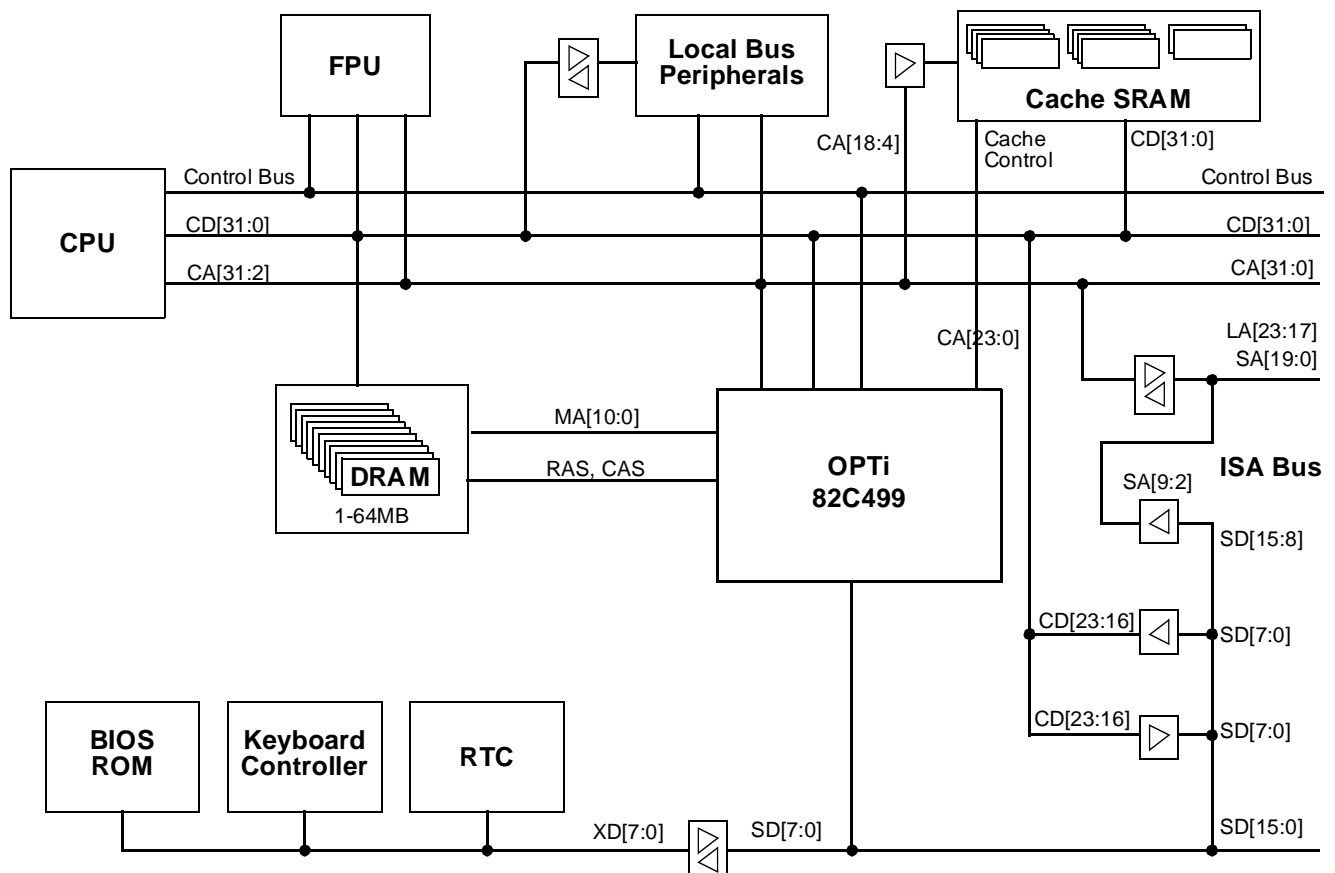 FPU
Local Bus
Peripherals
Cache SRAM
CA[18:4]
Cache
Control
CD[31:0]
CPU
Control Bus
Control Bus
CD[31:0]
CD[31:0]
CA[31:2]
CA[31:0]
CA[23:0]
LA[23:17]
SA[19:0]
DRAM
1-64MB
MA[10:0]
RAS, CAS
OPTi
82C499
ISA Bus
SA[9:2]
SD[15:8]
CD[23:16]
SD[7:0]
CD[23:16]
SD[7:0]
BIOS
ROM
Keyboard
Controller
RTC
XD[7:0]
SD[7:0]
SD[15:0]